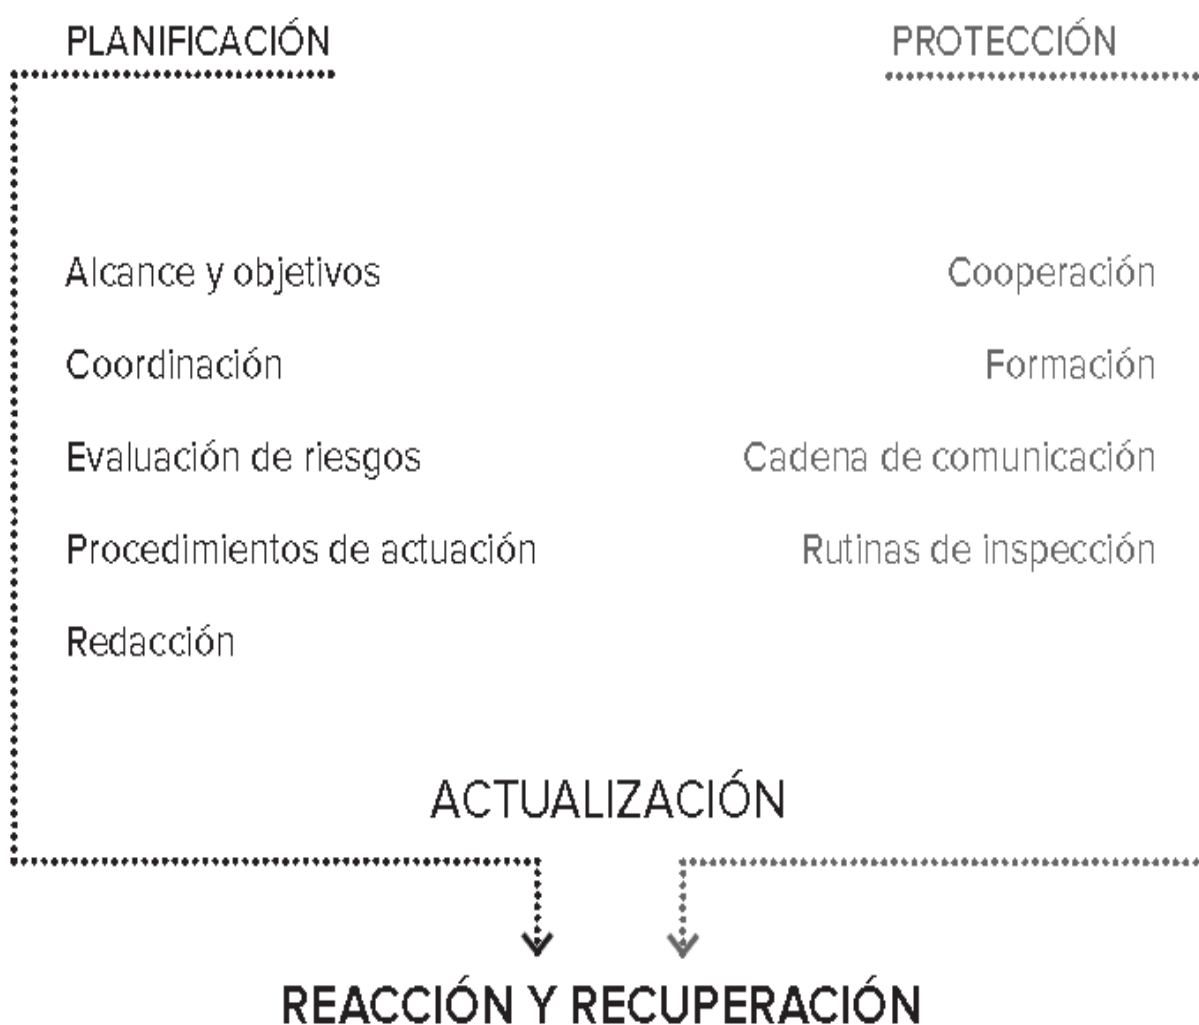 PLANIFICACIÓN
PROTECCIÓN
Alcance y objetivos
Coordinación
Evaluación de riesgos
Procedimientos de actuación
Redacción
Cooperación
Formación
Cadena de comunicación
Rutinas de inspección
ACTUALIZACIÓN
REACCIÓN Y RECUPERACIÓN